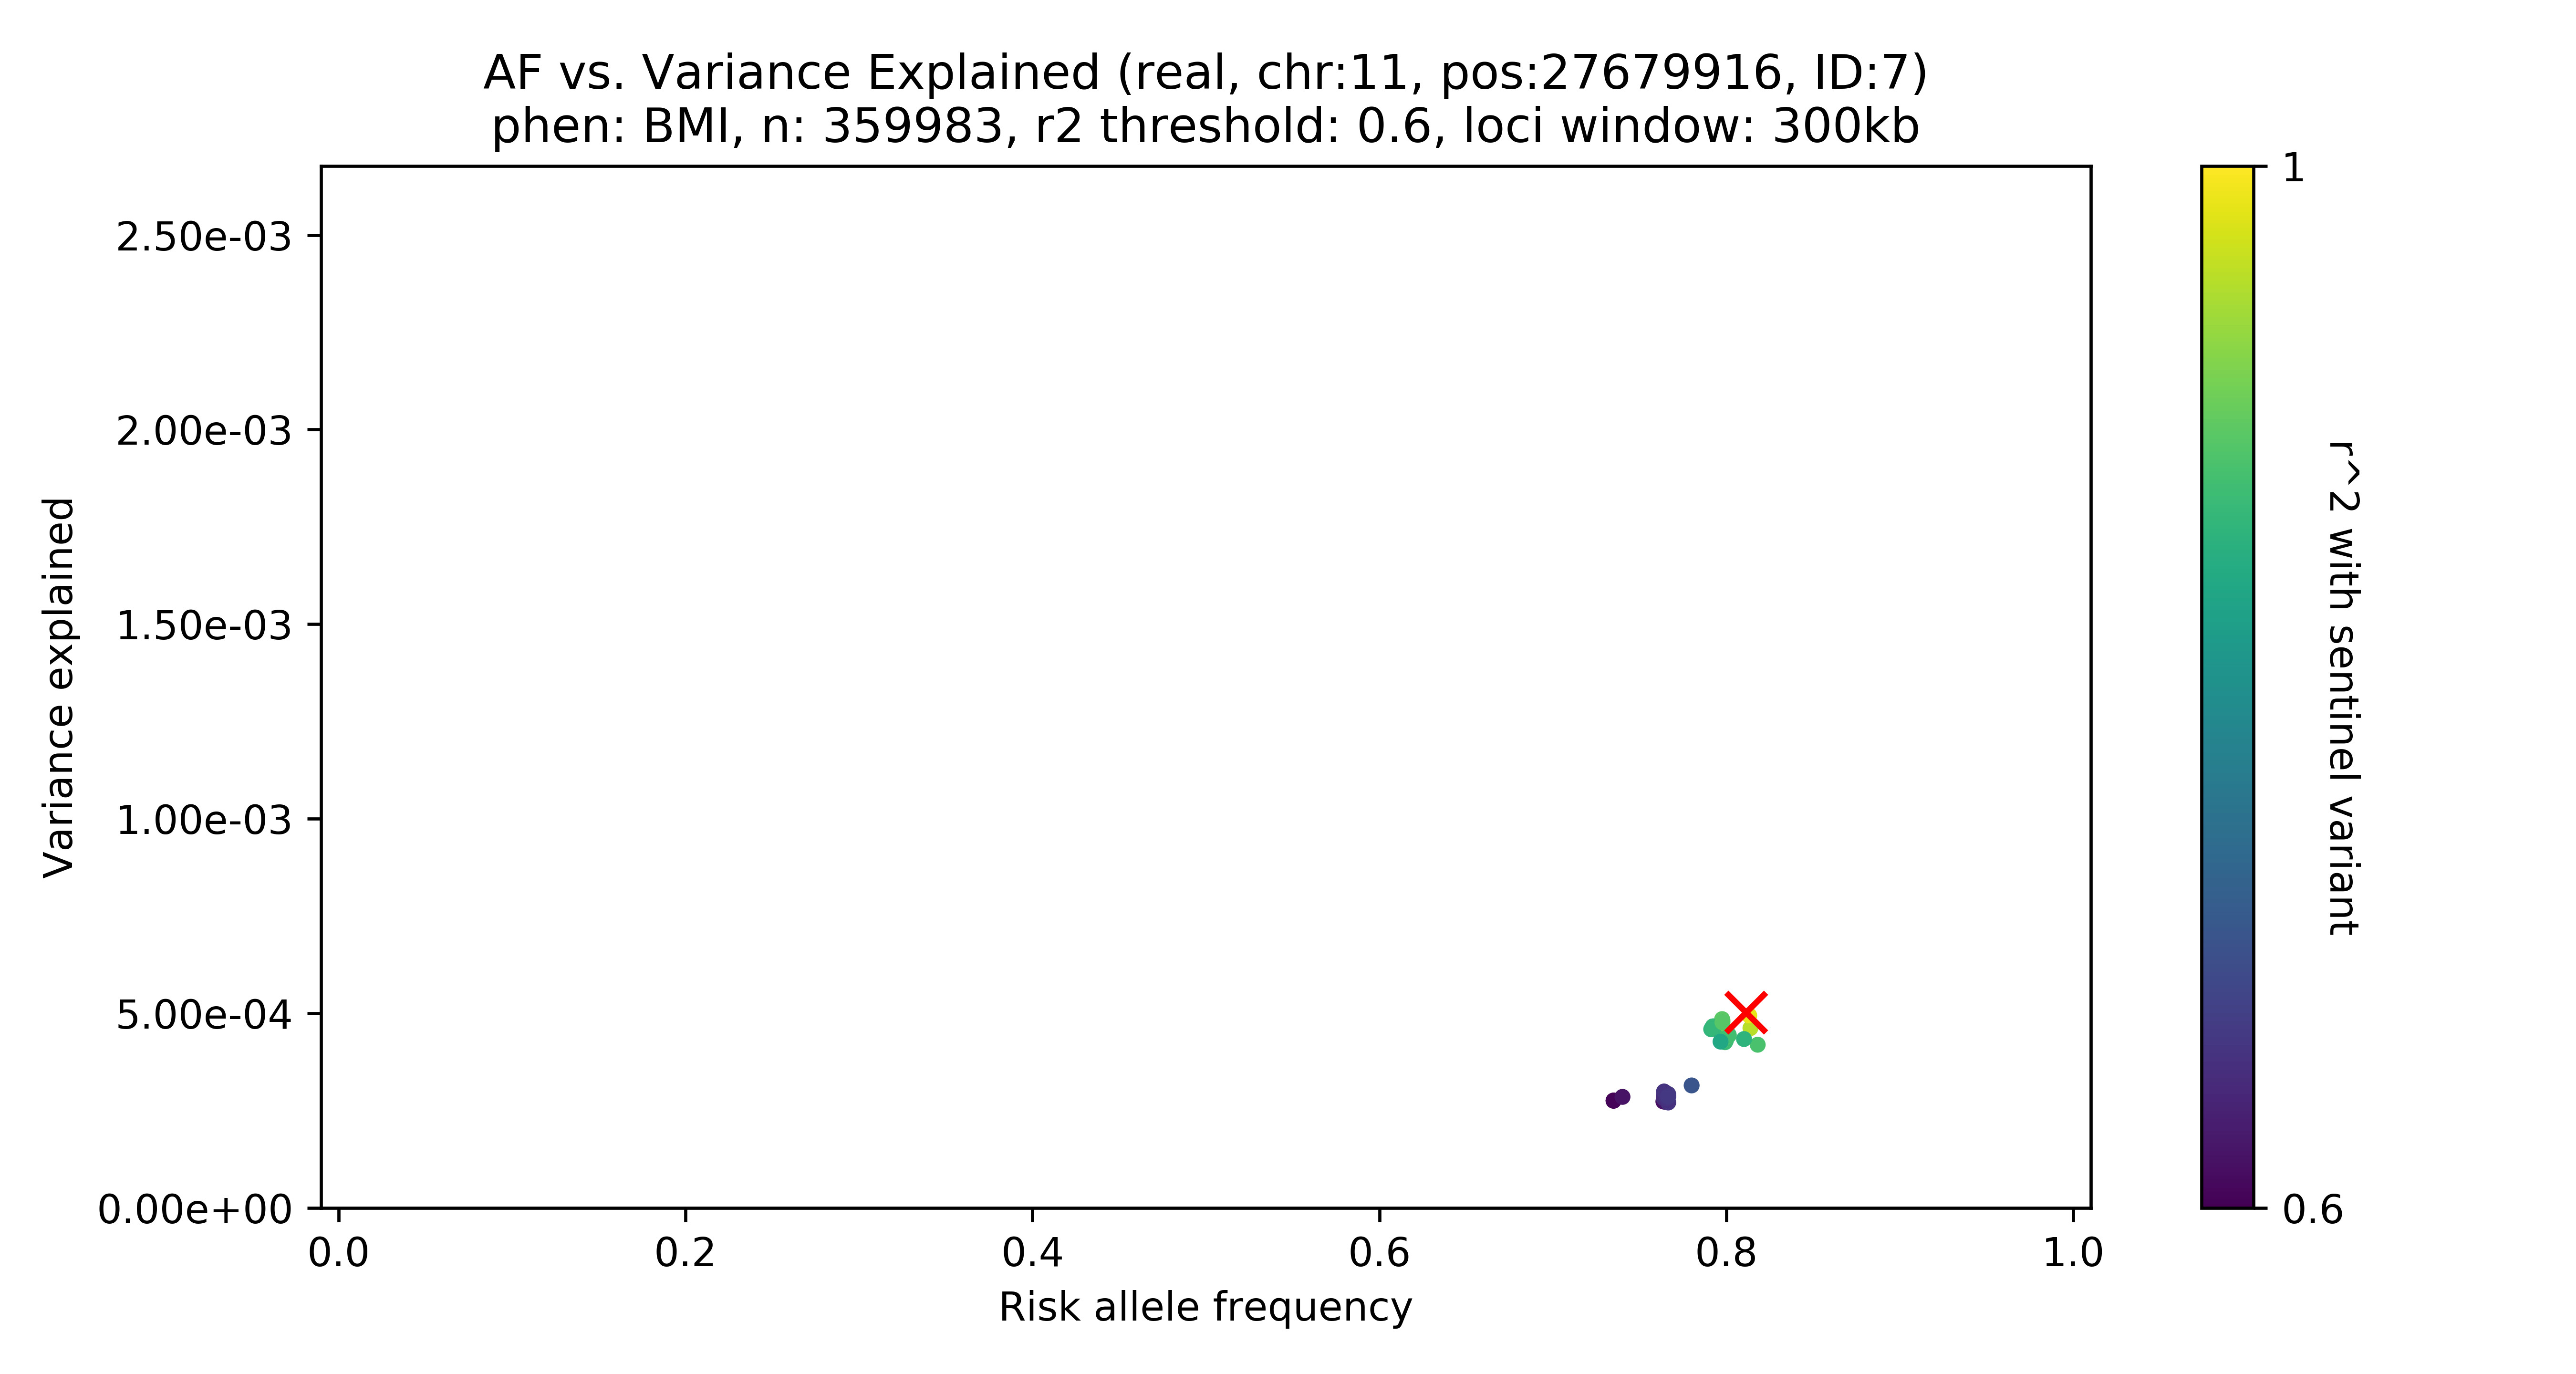 AF vs. Variance Explained (real, chr:11, pos:27679916, ID:7)
phen: BMI, n: 359983, r2 threshold: 0.6, loci window: 300kb
2.50e-03
2.00e-03
1.50e-03
1.00e-03
5.00e-04
0.00e+00
Variance explained
0.0
0.2
0.4
0.6
0.8
1.0
Risk allele frequency
1
0.6
r^2 with sentinel variant